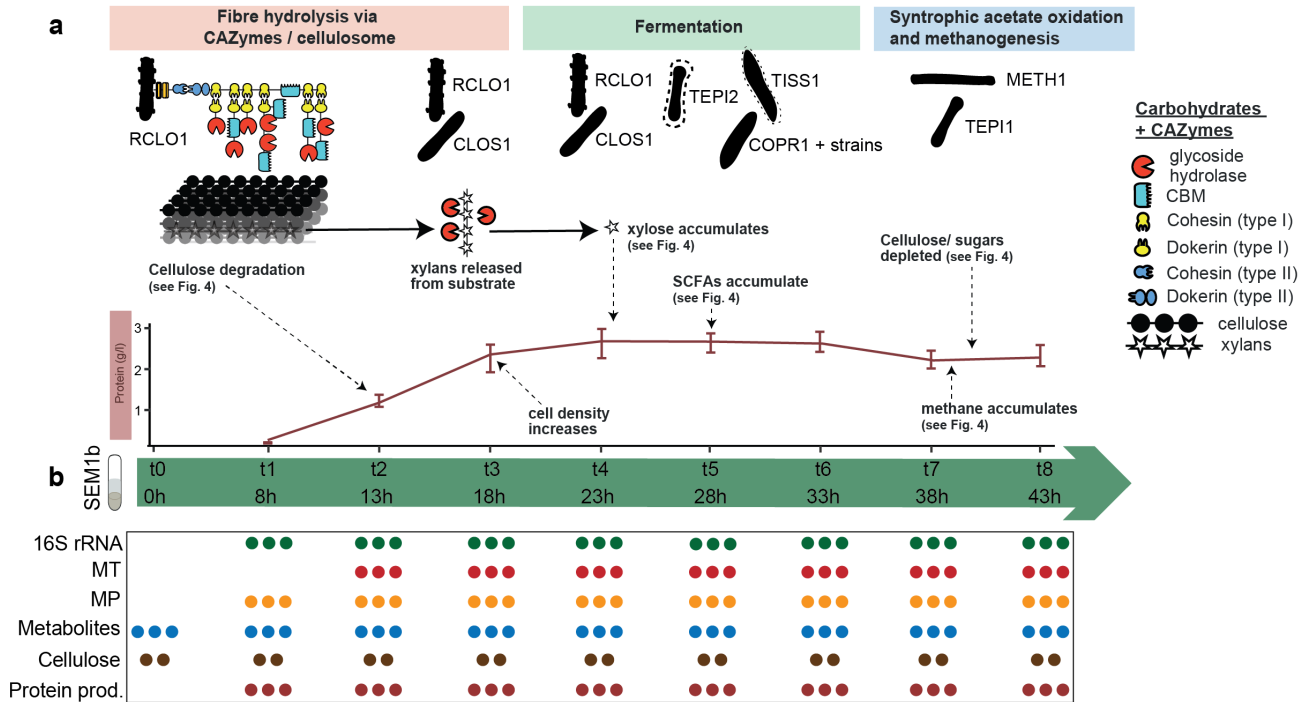 a
Fibre hydrolysis via
CAZymes / cellulosome
Fermentation
Syntrophic acetate oxidation
and methanogenesis
RCLO1
RCLO1
CLOS1
RCLO1
CLOS1
TEPI2
TISS1
COPR1 + strains
METH1
TEPI1
Carbohydrates
+ CAZymes
glycoside
hydrolase
CBM
Cohesin (type I)
Dokerin (type I)
Cohesin (type II)
Dokerin (type II)
cellulose
xylans
Cellulose degradation
(see Fig. 4)
xylans released
from substrate
xylose accumulates
(see Fig. 4)
SCFAs accumulate
(see Fig. 4)
Cellulose/ sugars
depleted (see Fig. 4)
cell density
increases
methane accumulates
(see Fig. 4)
Protein (g/l)
3
2
1
b
SEM1b
t0 t1 t2 t3 t4 t5 t6 t7 t8
0h 8h 13h 18h 23h 28h 33h 38h 43h
16S rRNA
MT
MP
Metabolites
Cellulose
Protein prod.